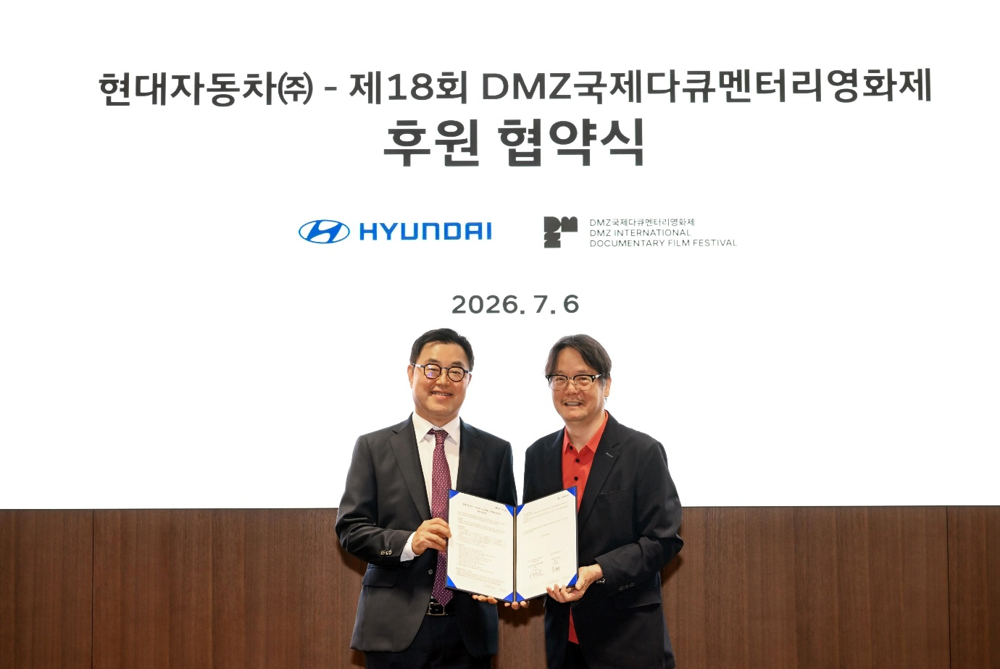 현대자동차㈜ - 제18회 DMZ국제다큐멘터리영화제
후원 협약식
HYUNDAI
DMZ
DMZ국제다큐멘터리영화제
DMZ INTERNATIONAL
DOCUMENTARY FILM FESTIVAL
2026. 7. 6